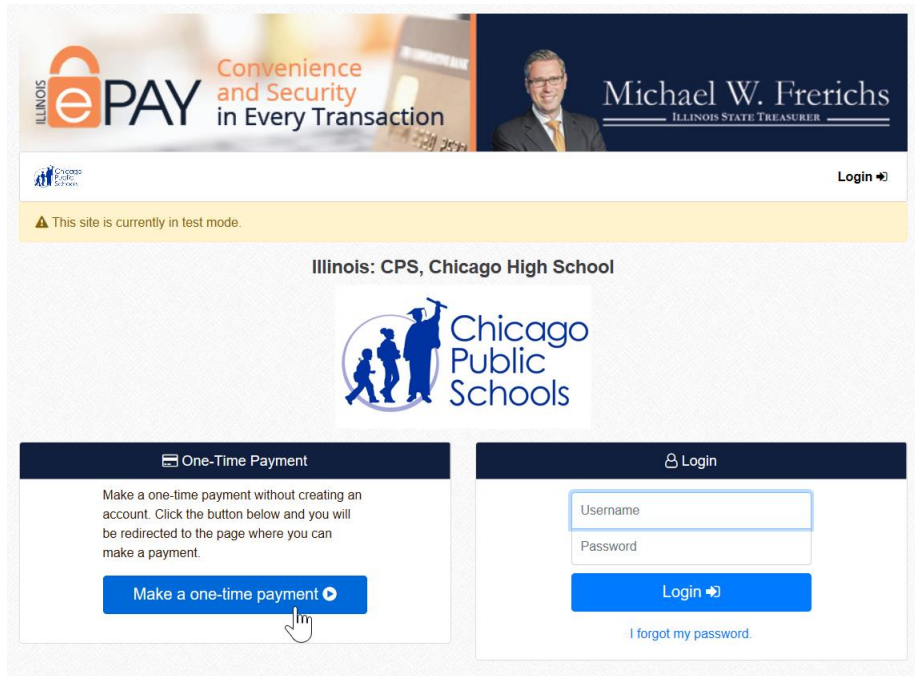 ILLINOIS
ePAY
Convenience
and Security
in Every Transaction
Michael W. Frerichs
ILLINOIS STATE TREASURER
Chicago
Public
Schools
Login
This site is currently in test mode.
Illinois: CPS, Chicago High School
Chicago
Public
Schools
One-Time Payment
Make a one-time payment without creating an
account. Click the button below and you will
be redirected to the page where you can
make a payment.
Make a one-time payment
Login
Username
Password
Login
I forgot my password.